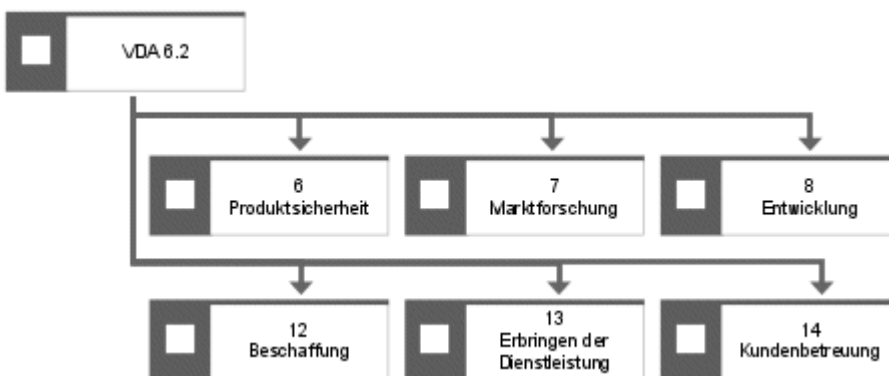 VDA 6.2
6
Produktsicherheit
7
Marktforschung
8
Entwicklung
12
Beschaffung
13
Erbringen der
Dienstleistung
14
Kundenbetreuung